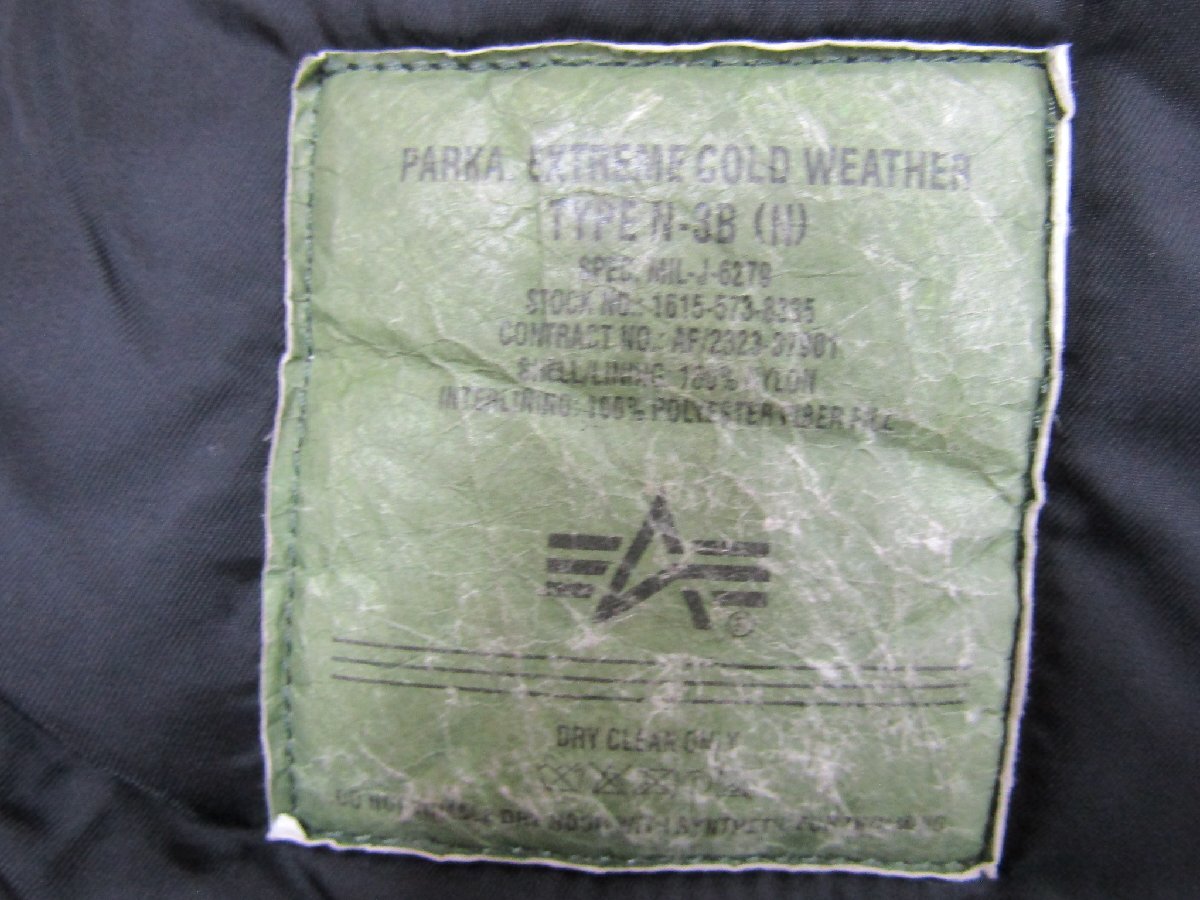 PARKA, EXTREME COLD WEATHER
TYPE N-3B (N)
SPEC. MIL-J-6279
STOCK NO.: 1615-573-8335
CONTRACT NO.: AF/2323-37901
SHELL/LINING: 100% NYLON
INTERLINING: 100% POLYESTER FIBER FILL
DRY CLEAN ONLY